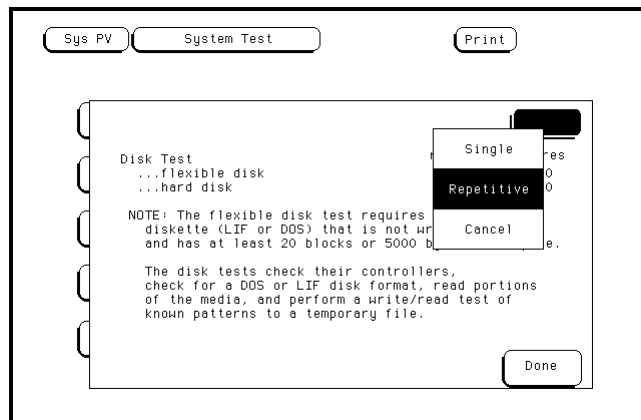 Sys PV System Test Print
Single
Disk Test res
...flexible disk 0
...hard disk Repetitive 0
NOTE: The flexible disk test requires
diskette (LIF or DOS) that is not wr Cancel
and has at least 20 blocks or 5000 b e.
The disk tests check their controllers,
check for a DOS or LIF disk format, read portions
of the media, and perform a write/read test of
known patterns to a temporary file.
Done